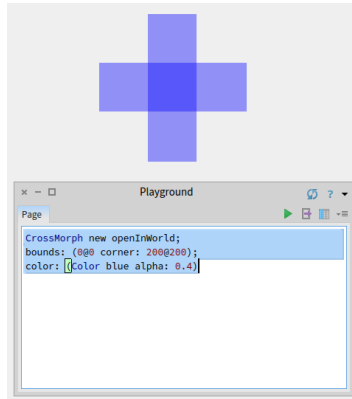 Playground
?
Page
CrossMorph new openInWorld;
bounds: (0@0 corner: 200@200);
color: (Color blue alpha: 0.4)